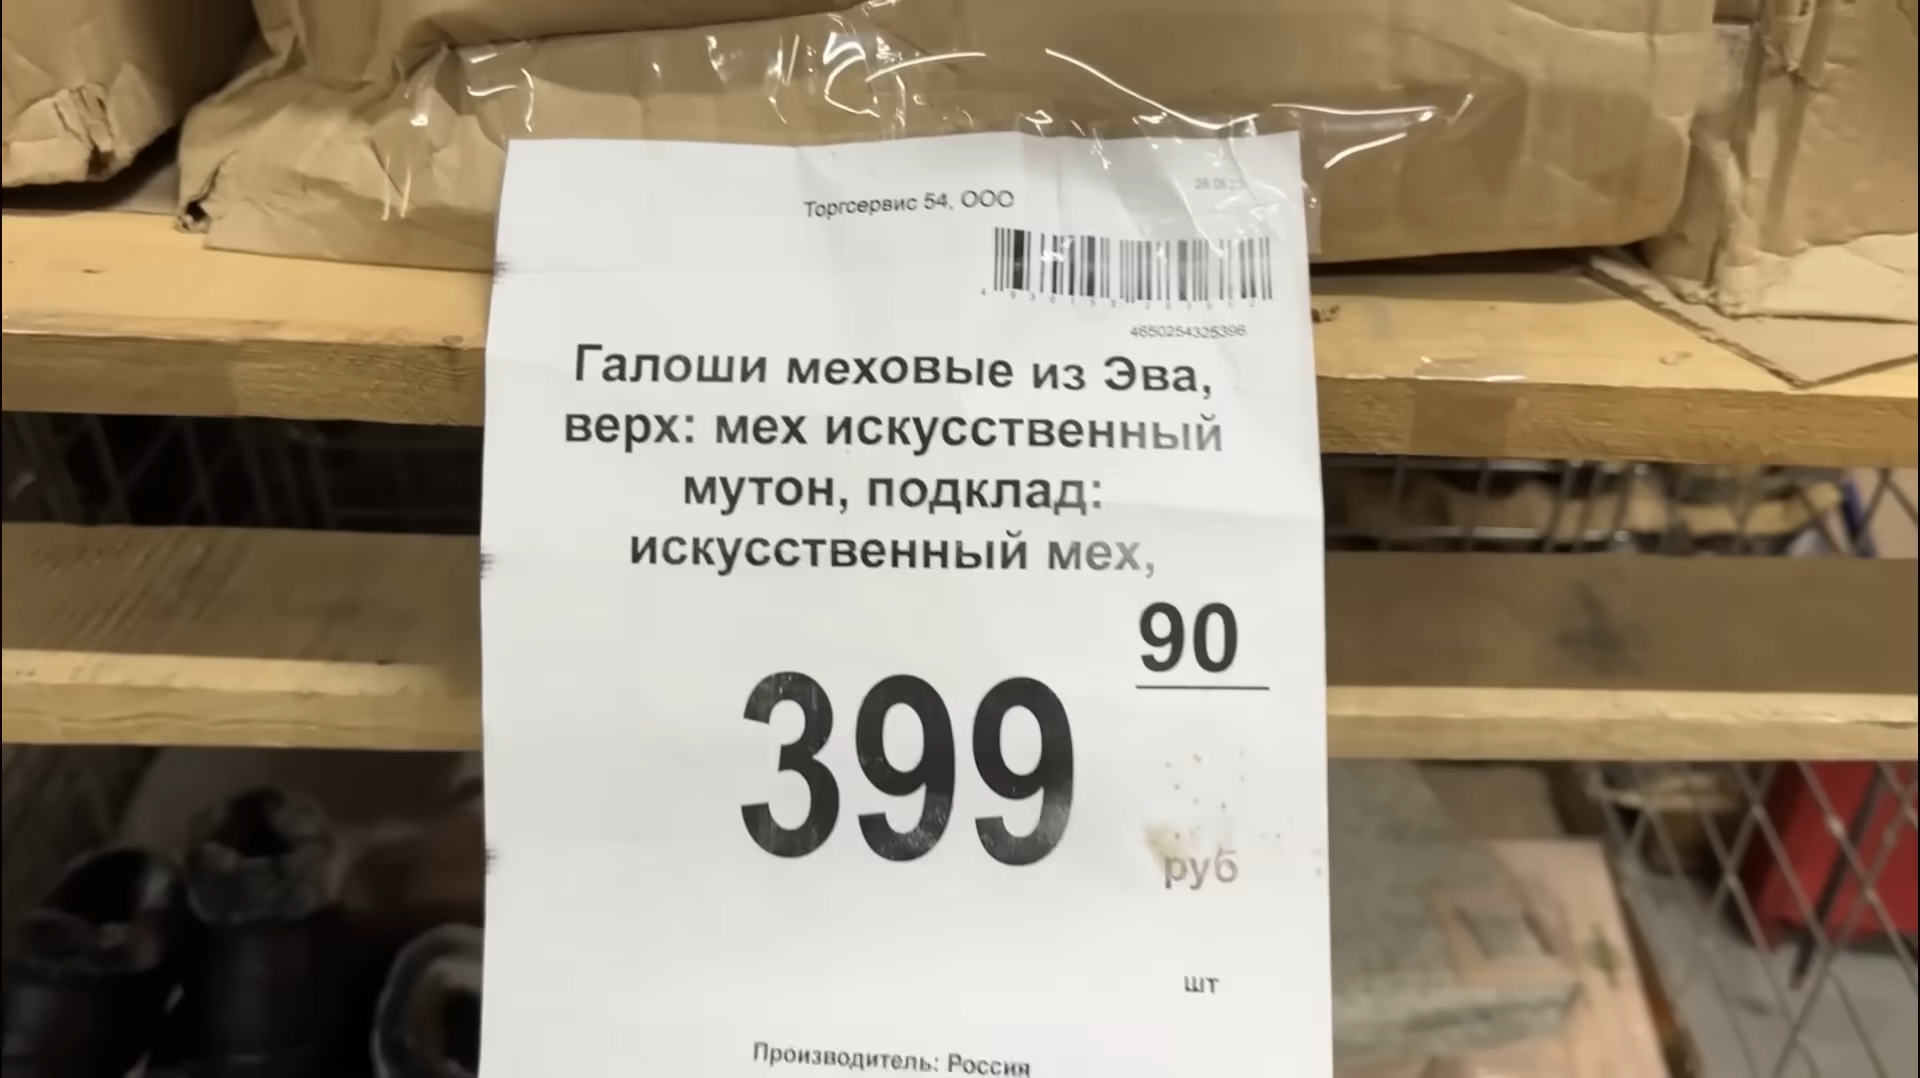 Торгсервис 54, ООО
4650254325396
Галоши меховые из Эва,
верх: мех искусственный
мутон, подклад:
искусственный мех,
90
399
руб
шт
Производитель: Россия